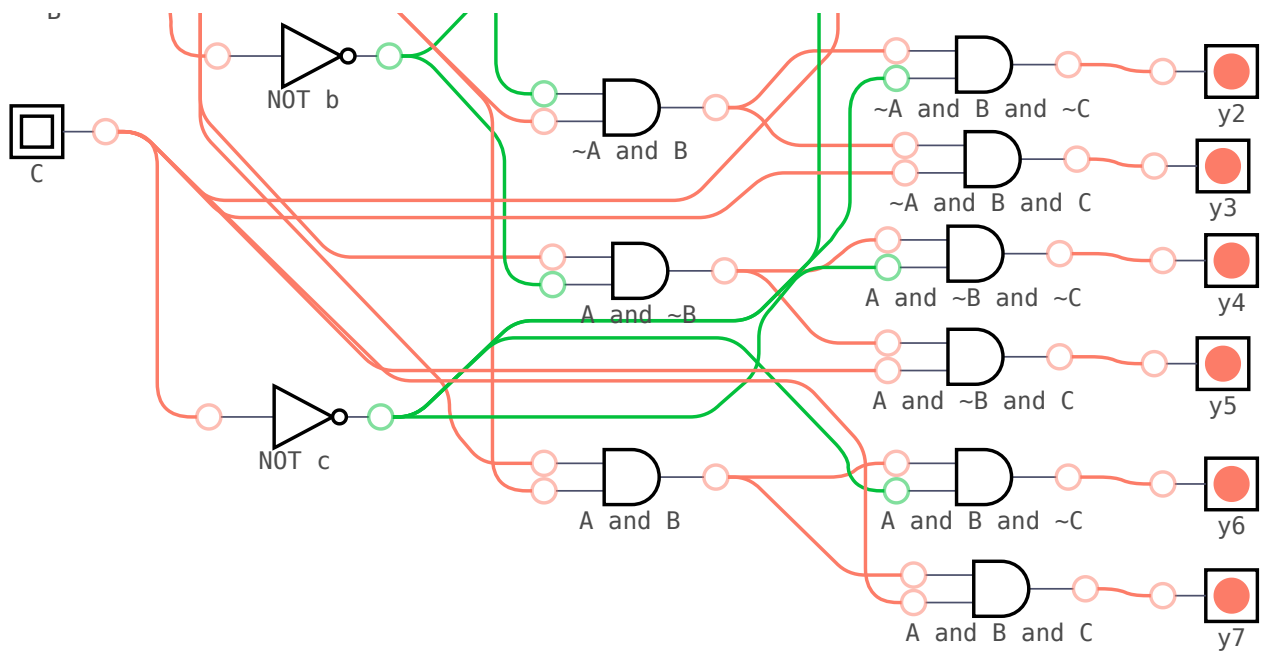 B
NOT b
~A and B and ~C
y2
~A and B
C
~A and B and C
y3
A and ~B and ~C
y4
A and ~B
A and ~B and C
y5
NOT c
A and B
A and B and ~C
y6
A and B and C
y7